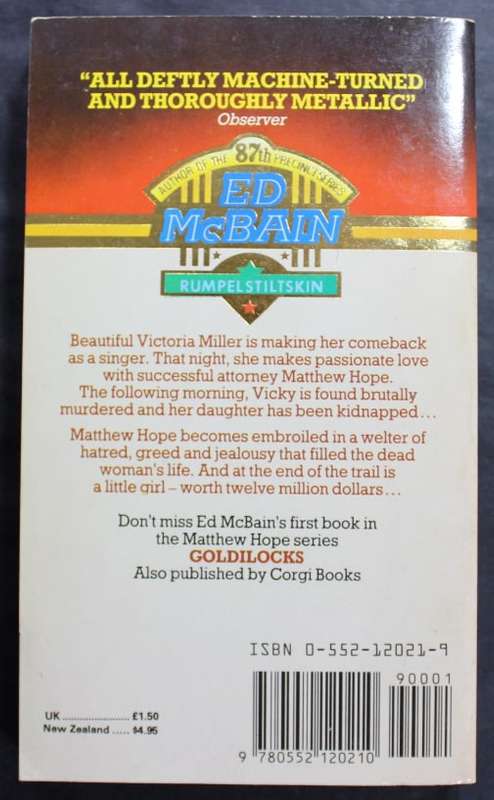 “ALL DEFTLY MACHINE-TURNED
AND THOROUGHLY METALLIC”
Observer
AUTHOR OF THE 87th PRECINCT SERIES
ED
McBAIN
RUMPELSTILTSKIN
Beautiful Victoria Miller is making her comeback
as a singer. That night, she makes passionate love
with successful attorney Matthew Hope.
The following morning, Vicky is found brutally
murdered and her daughter has been kidnapped...
Matthew Hope becomes embroiled in a welter of
hatred, greed and jealousy that filled the dead
woman's life. And at the end of the trail is
a little girl – worth twelve million dollars...
Don't miss Ed McBain's first book in
the Matthew Hope series
GOLDILOCKS
Also published by Corgi Books
ISBN 0-552-12021-9
90001
UK ..................... £1.50
New Zealand ..... $4.95
9 780552 120210